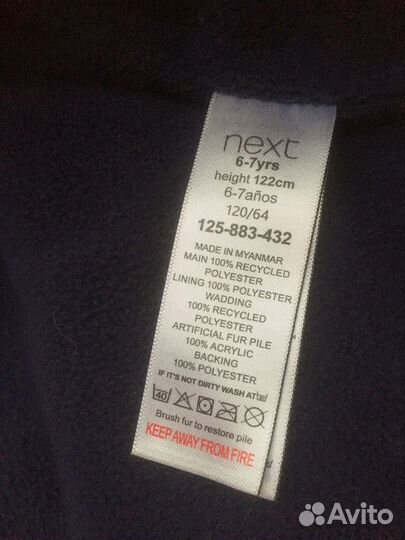 next
6-7yrs
height 122cm
6-7años
120/64
125-883-432
MADE IN MYANMAR
MAIN 100% RECYCLED
POLYESTER
LINING 100% POLYESTER
WADDING
100% RECYCLED
POLYESTER
ARTIFICIAL FUR PILE
100% ACRYLIC
BACKING
100% POLYESTER
IF IT'S NOT DIRTY WASH AT
40
Brush fur to restore pile
KEEP AWAY FROM FIRE
Avito